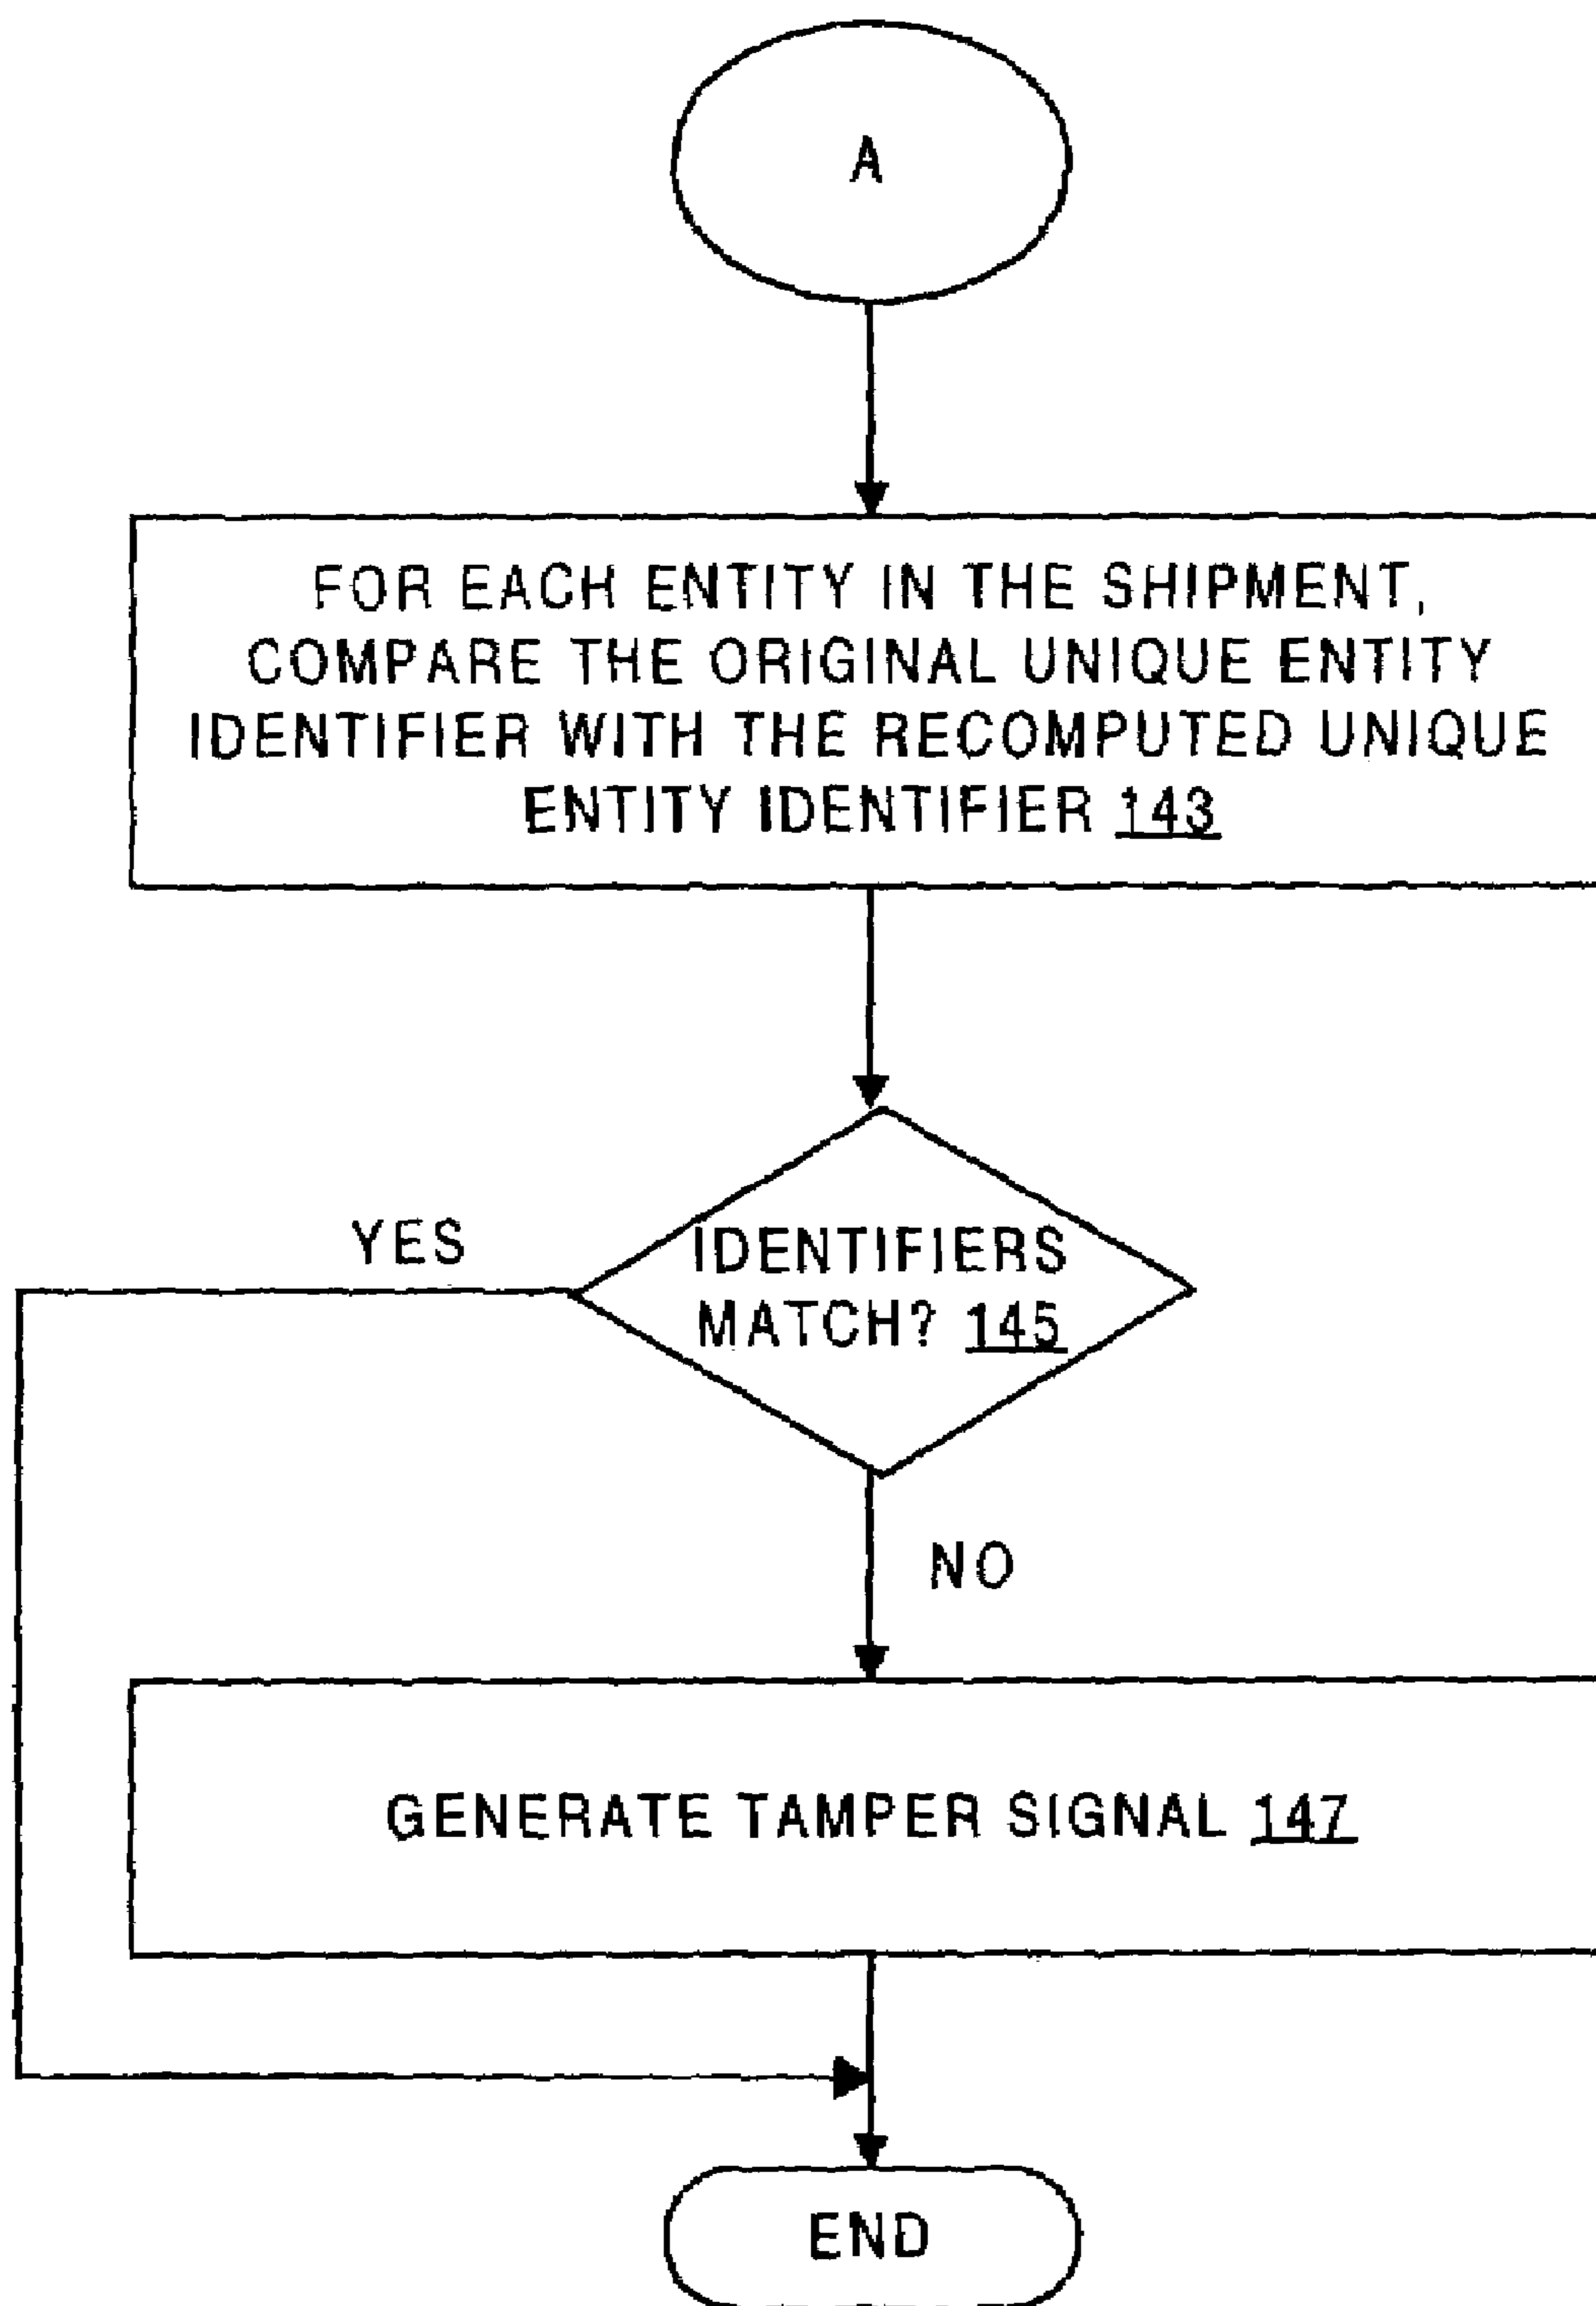 A
FOR EACH ENTITY IN THE SHIPMENT,
COMPARE THE ORIGINAL UNIQUE ENTITY
IDENTIFIER WITH THE RECOMPUTED UNIQUE
ENTITY IDENTIFIER 143
YES
IDENTIFIERS
MATCH? 145
NO
GENERATE TAMPER SIGNAL 147
END